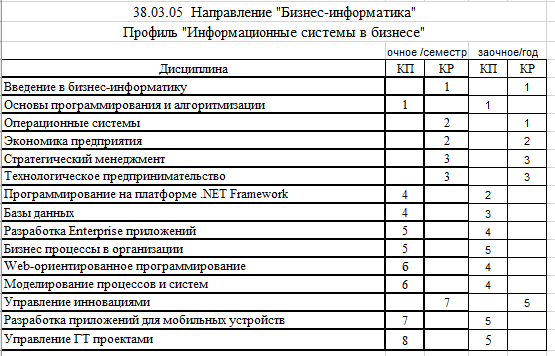 38.03.05 Направление "Бизнес-информатика"
Профиль "Информационные системы в бизнесе"
очное /семестр заочное/год
Дисциплина КП КР КП КР
Введение в бизнес-информатику 1 1
Основы программирования и алгоритмизации 1 1
Операционные системы 2 1
Экономика предприятия 2 2
Стратегический менеджмент 3 3
Технологическое предпринимательство 3 3
Программирование на платформе .NET Framework 4 2
Базы данных 4 3
Разработка Enterprise приложений 5 4
Бизнес процессы в организации 5 5
Web-ориентированное программирование 6 4
Моделирование процессов и систем 6 4
Управление инновациями 7 5
Разработка приложений для мобильных устройств 7 5
Управление ГТ проектами 8 5